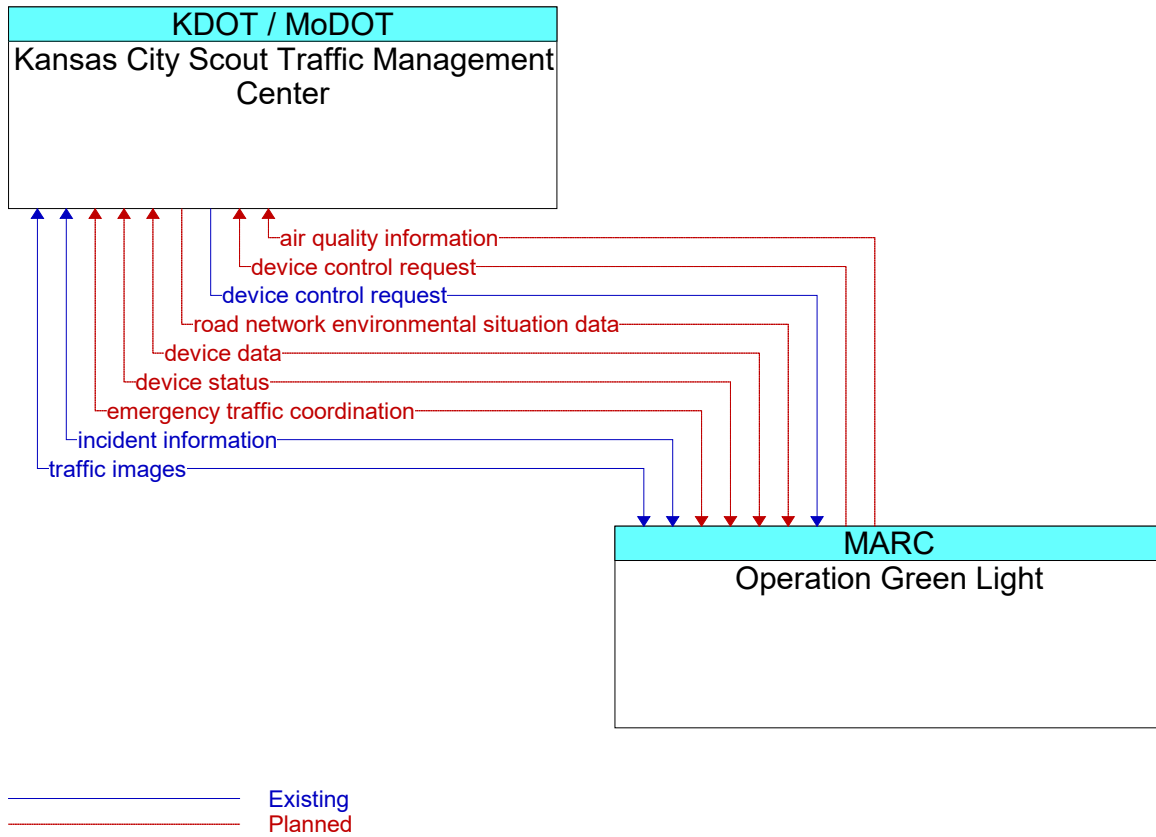 KDOT / MoDOT
Kansas City Scout Traffic Management
Center
air quality information
device control request
device control request
road network environmental situation data
device data
device status
emergency traffic coordination
incident information
traffic images
MARC
Operation Green Light
Existing
Planned